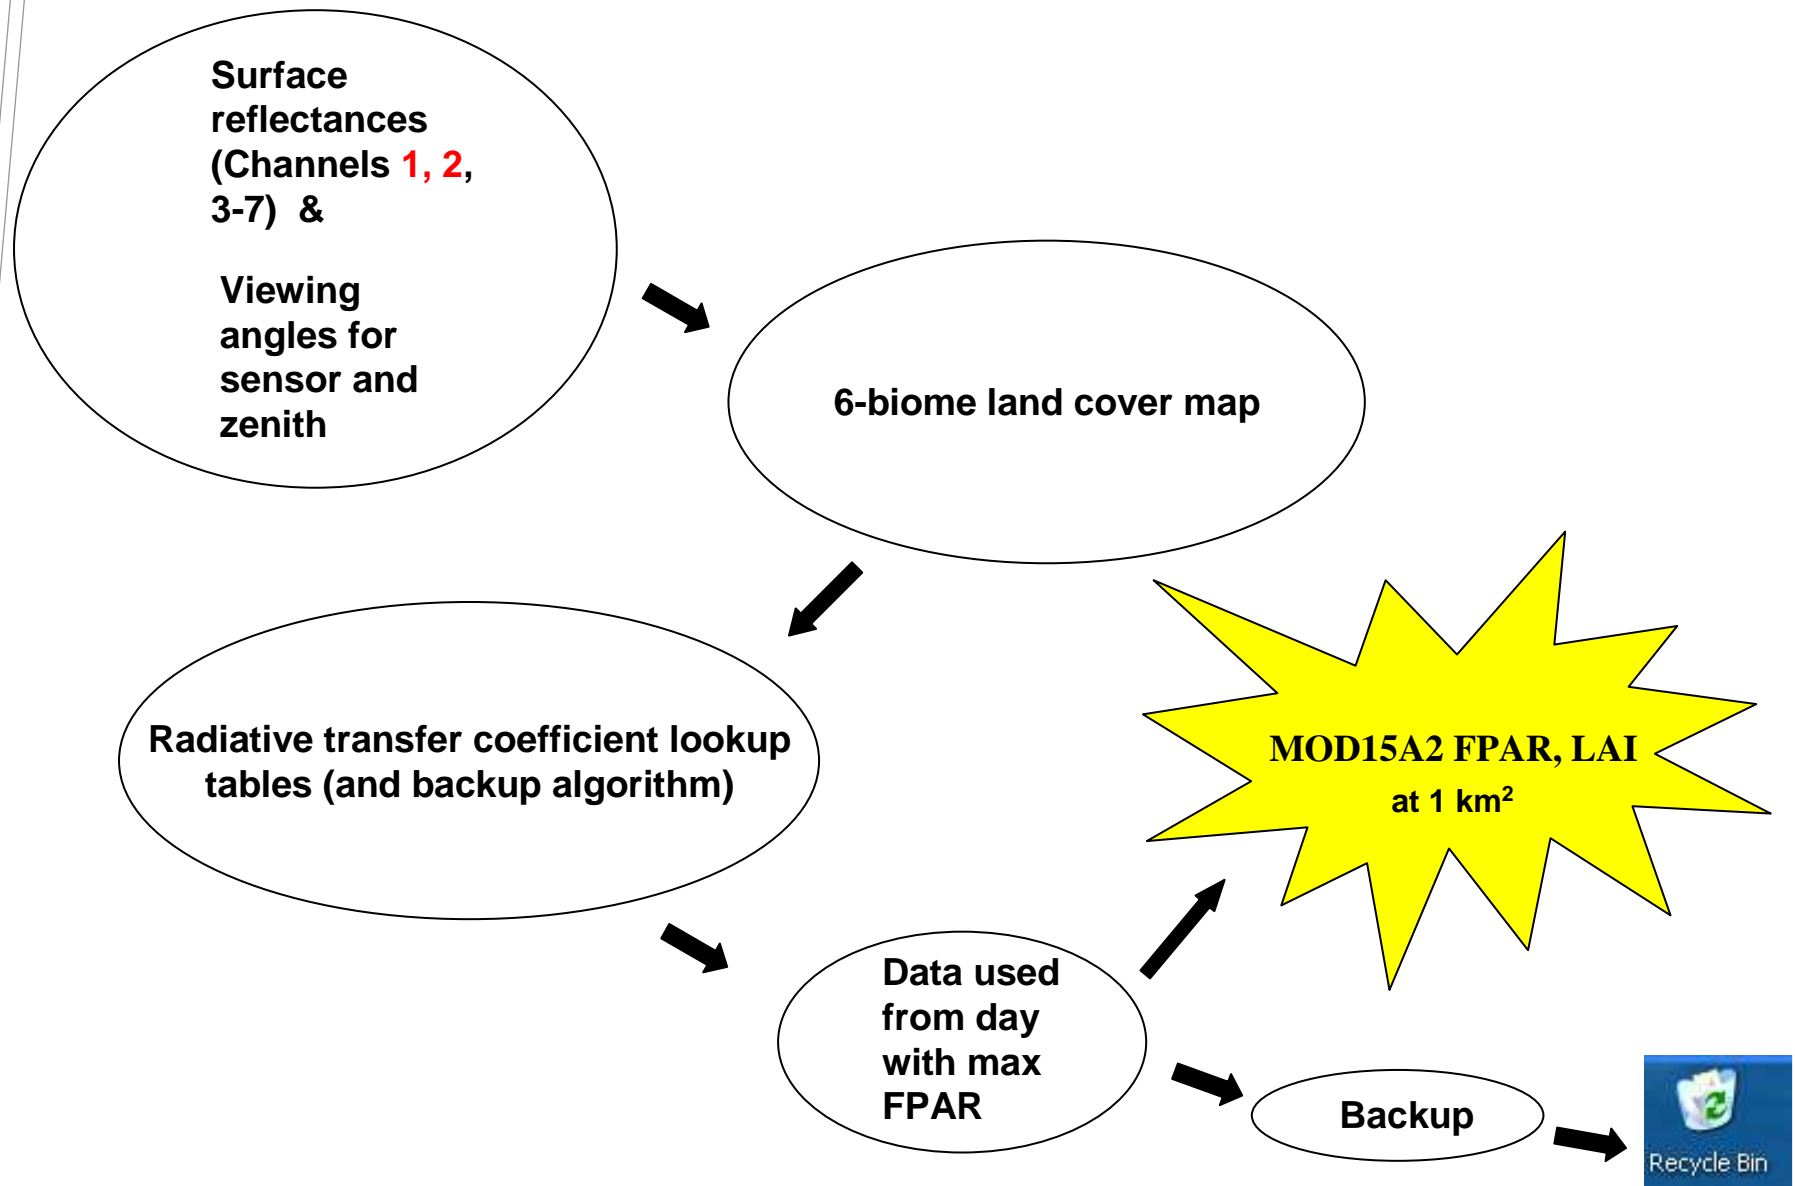 Surface
reflectances
(Channels 1, 2,
3-7) &
Viewing
angles for
sensor and
zenith
6-biome land cover map
Radiative transfer coefficient lookup
tables (and backup algorithm)
MOD15A2 FPAR, LAI
at 1 km²
Data used
from day
with max
FPAR
Backup
Recycle Bin